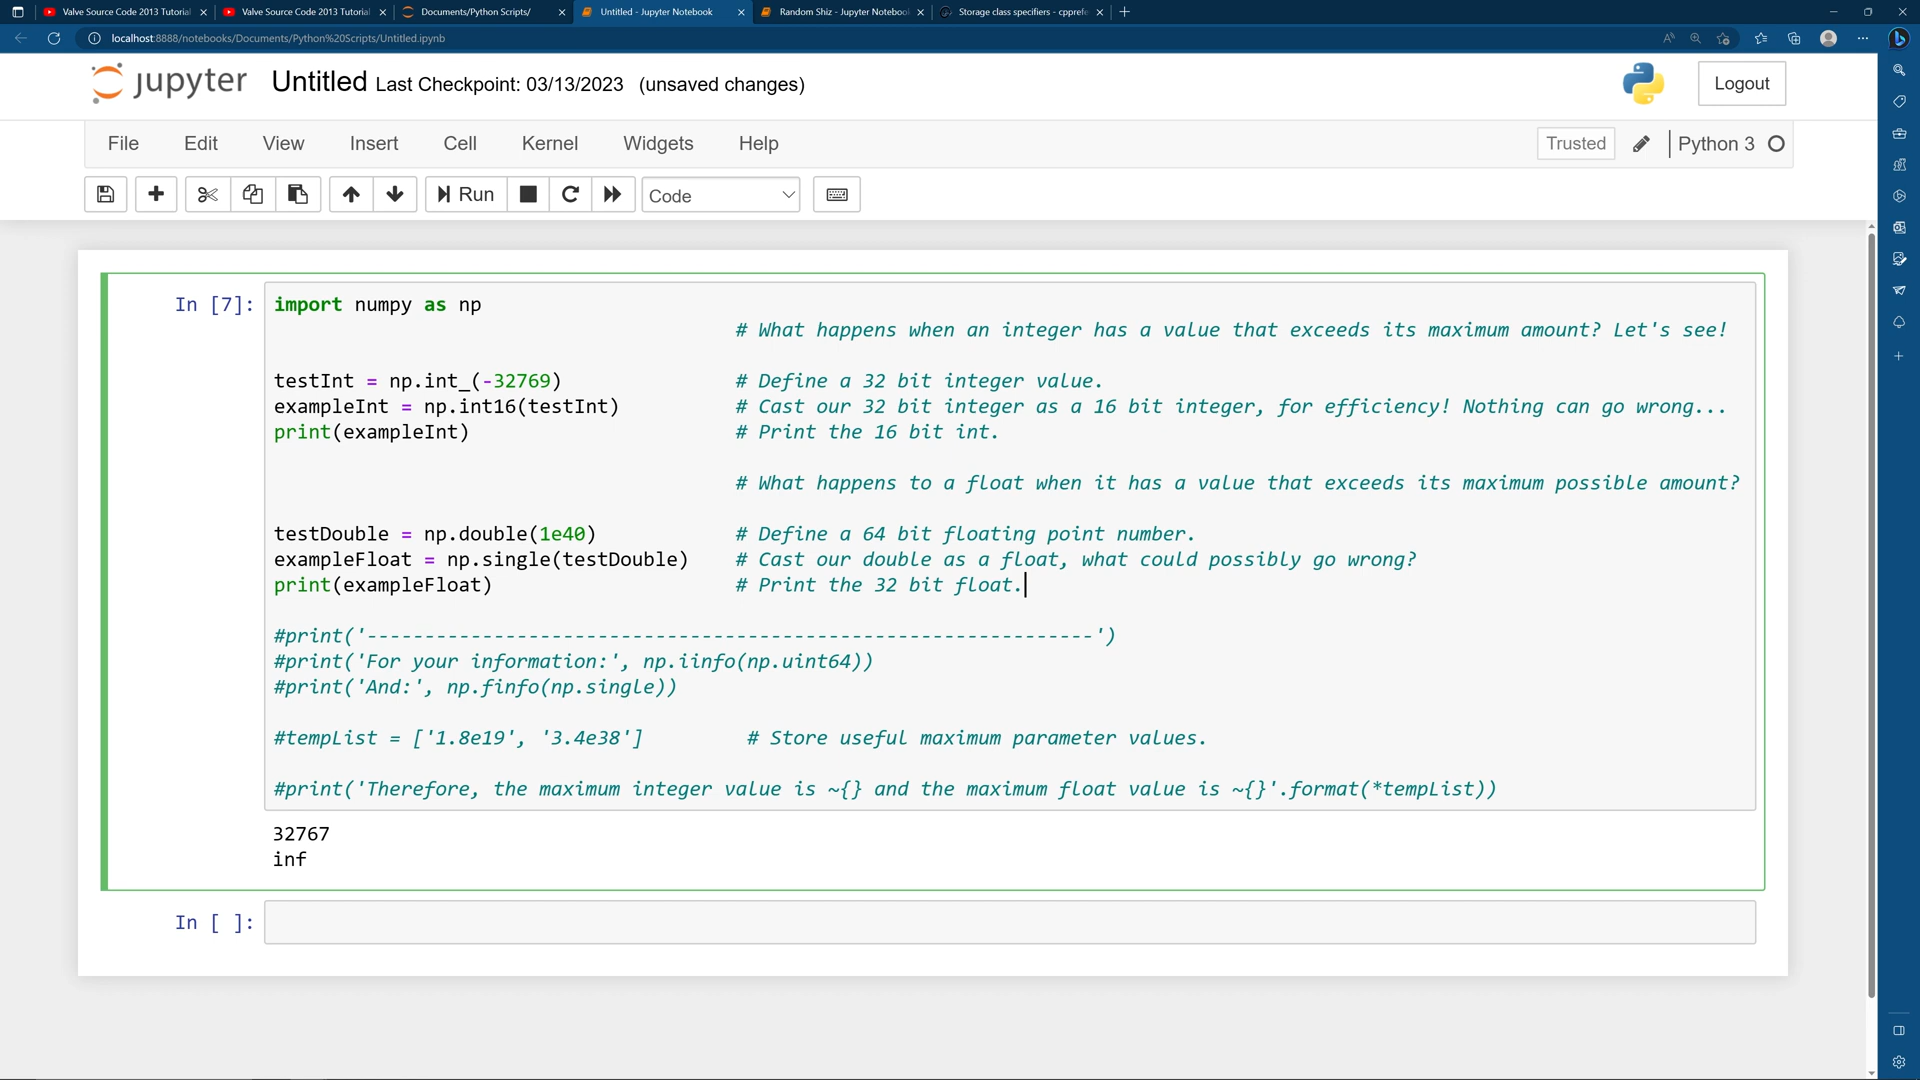 Valve Source Code 2013 Tutorial
Valve Source Code 2013 Tutorial
Documents/Python Scripts/
Untitled - Jupyter Notebook
Random Shiz - Jupyter Notebook
Storage class specifiers - cpprefe
localhost:8888/notebooks/Documents/Python%20Scripts/Untitled.ipynb
jupyter Untitled Last Checkpoint: 03/13/2023 (unsaved changes)
Logout
File Edit View Insert Cell Kernel Widgets Help
Trusted Python 3
Run Code
In [7]: import numpy as np
# What happens when an integer has a value that exceeds its maximum amount? Let's see!
testInt = np.int_(-32769) # Define a 32 bit integer value.
exampleInt = np.int16(testInt) # Cast our 32 bit integer as a 16 bit integer, for efficiency! Nothing can go wrong...
print(exampleInt) # Print the 16 bit int.
# What happens to a float when it has a value that exceeds its maximum possible amount?
testDouble = np.double(1e40) # Define a 64 bit floating point number.
exampleFloat = np.single(testDouble) # Cast our double as a float, what could possibly go wrong?
print(exampleFloat) # Print the 32 bit float.
#print('---------------------------------------------------------------')
#print('For your information:', np.iinfo(np.uint64))
#print('And:', np.finfo(np.single))
#tempList = ['1.8e19', '3.4e38'] # Store useful maximum parameter values.
#print('Therefore, the maximum integer value is ~{} and the maximum float value is ~{}'.format(*tempList))
32767
inf
In [ ]: